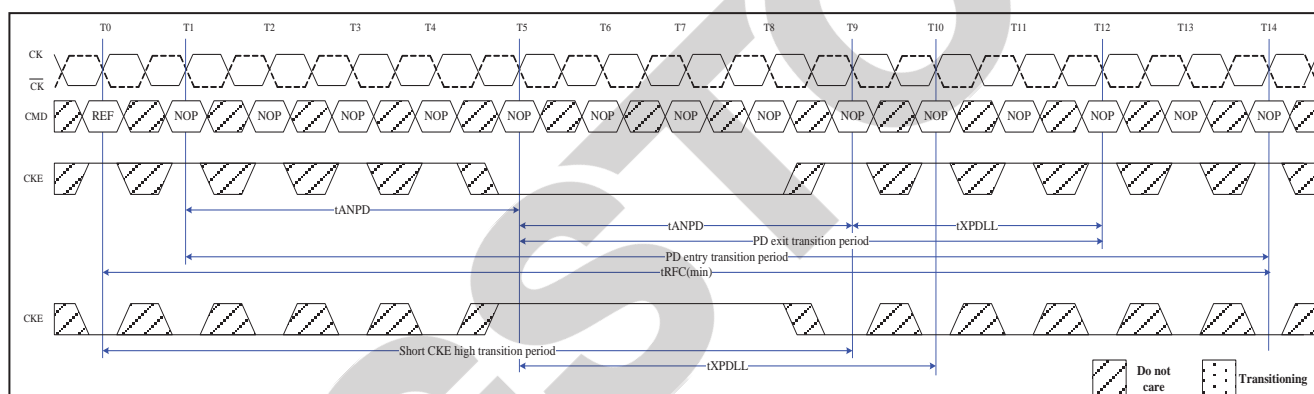 T0 T1 T2 T3 T4 T5 T6 T7 T8 T9 T10 T11 T12 T13 T14
CK
CK
CMD REF NOP NOP NOP NOP NOP NOP NOP NOP NOP NOP NOP NOP NOP NOP
CKE
tANPD
tANPD tXPDLL
PD exit transition period
PD entry transition period
tRFC(min)
CKE
Short CKE high transition period
tXPDLL
Do not care
Transitioning